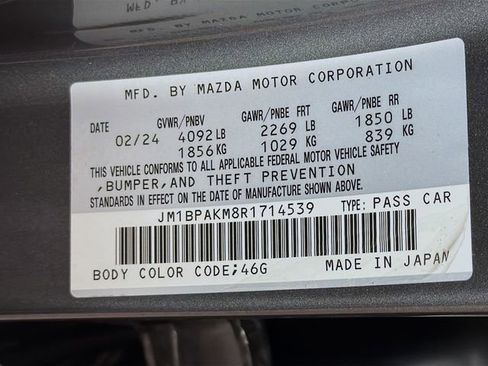 MFD. BY MAZDA MOTOR CORPORATION
DATE 02/24 GVWR/PNBV 4092 LB 1856 KG
GAWR/PNBE FRT 2269 LB 1029 KG
GAWR/PNBE RR 1850 LB 839 KG
THIS VEHICLE CONFORMS TO ALL APPLICABLE FEDERAL MOTOR VEHICLE SAFETY
,BUMPER,AND THEFT PREVENTION
STANDARDS IN EFFECT ON THE DATE OF MANUFACTURE SHOWN ABOVE.
JM1BPAKM8R1714539 TYPE: PASS CAR
BODY COLOR CODE;46G MADE IN JAPAN